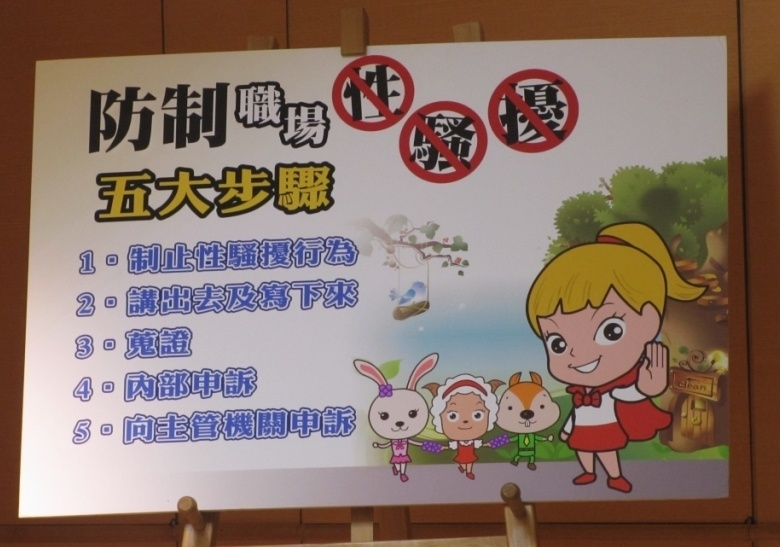 防制職場性騷擾
五大步驟
1.制止性騷擾行為
2.講出去及寫下來
3.蒐證
4.內部申訴
5.向主管機關申訴
clean